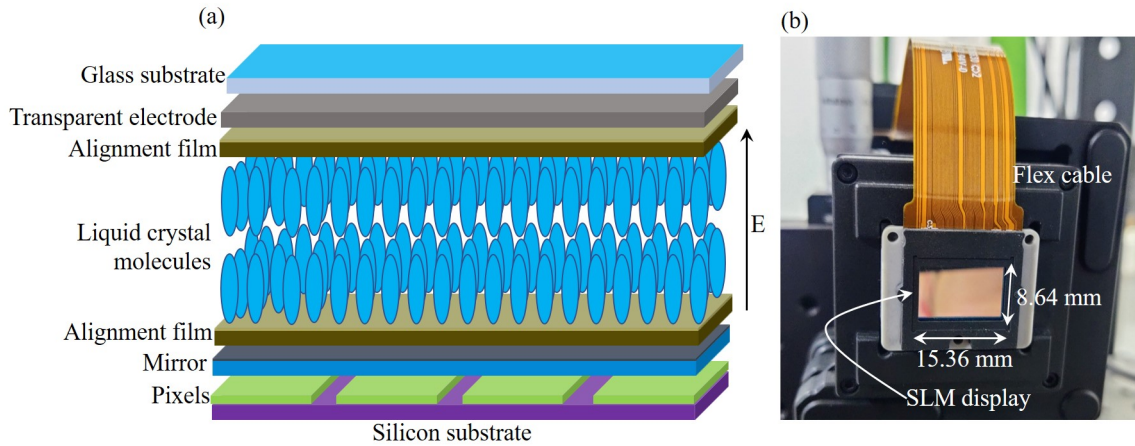 (a)
Glass substrate
Transparent electrode
Alignment film
Liquid crystal
molecules
E
Alignment film
Mirror
Pixels
Silicon substrate
(b)
Flex cable
8.64 mm
15.36 mm
SLM display